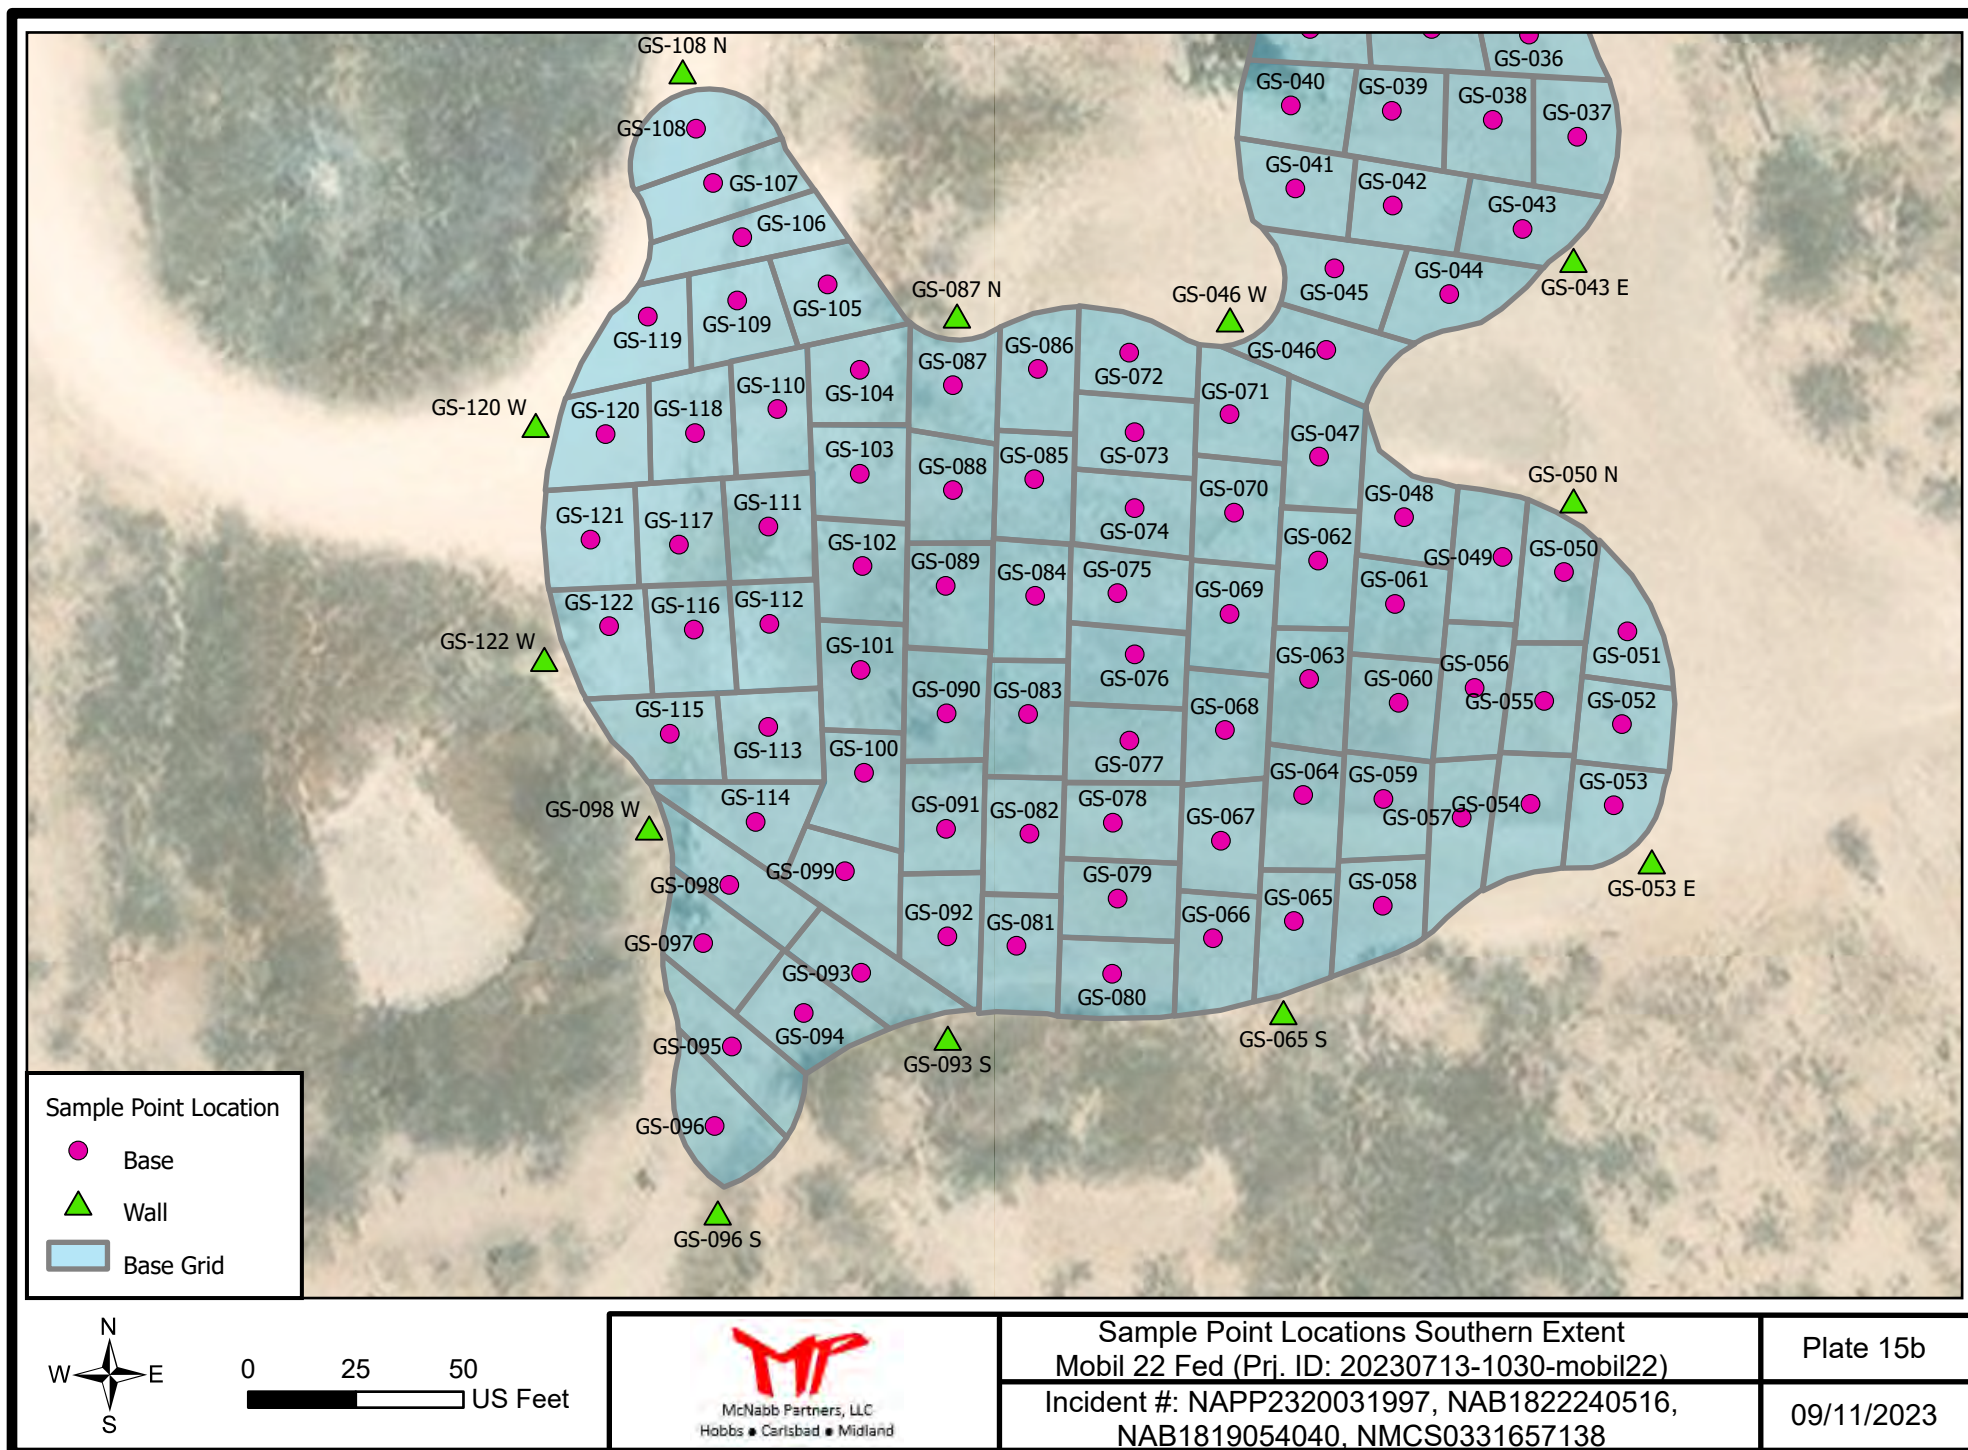 GS-108 N
GS-036
GS-040
GS-039
GS-038
GS-037
GS-108
GS-107
GS-041
GS-042
GS-043
GS-106
GS-044
GS-045
GS-043 E
GS-087 N
GS-046 W
GS-105
GS-109
GS-119
GS-086
GS-087
GS-046
GS-072
GS-104
GS-110
GS-071
GS-120 W
GS-120
GS-118
GS-047
GS-103
GS-073
GS-085
GS-088
GS-050 N
GS-070
GS-048
GS-111
GS-121
GS-117
GS-074
GS-062
GS-102
GS-049
GS-050
GS-089
GS-084
GS-075
GS-061
GS-069
GS-122
GS-116
GS-112
GS-122 W
GS-101
GS-063
GS-056
GS-051
GS-076
GS-090
GS-083
GS-060
GS-055
GS-052
GS-115
GS-068
GS-113
GS-100
GS-077
GS-064
GS-059
GS-053
GS-114
GS-098 W
GS-091
GS-082
GS-078
GS-067
GS-057
GS-054
GS-099
GS-079
GS-098
GS-058
GS-053 E
GS-092
GS-081
GS-066
GS-065
GS-097
GS-093
GS-080
GS-094
GS-095
GS-093 S
GS-065 S
GS-096
GS-096 S
Sample Point Location
Base
Wall
Base Grid
N
W E
S
0 25 50
US Feet
McNabb Partners, LLC
Hobbs • Carlsbad • Midland
Sample Point Locations Southern Extent
Mobil 22 Fed (Prj. ID: 20230713-1030-mobil22)
Incident #: NAPP2320031997, NAB1822240516,
NAB1819054040, NMCS0331657138
Plate 15b
09/11/2023